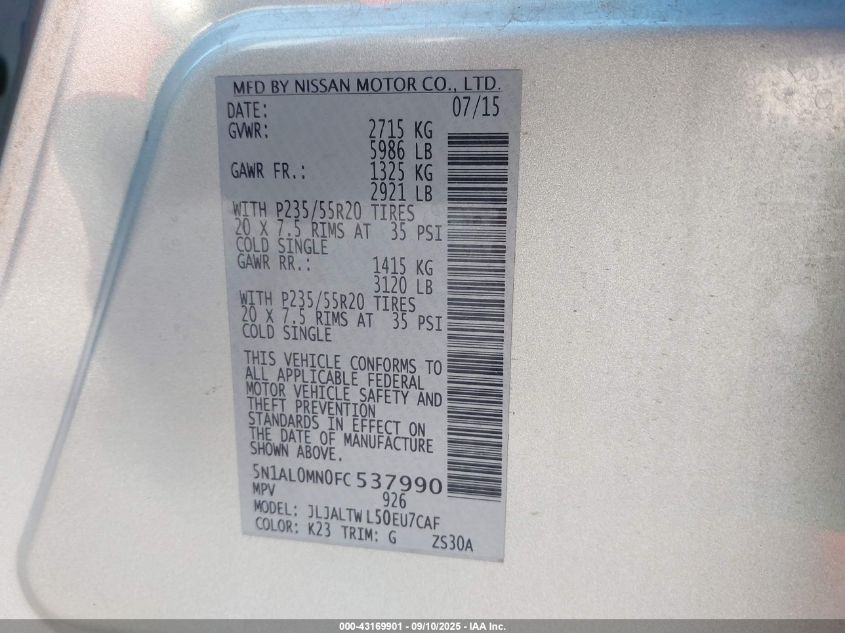 MFD BY NISSAN MOTOR CO., LTD.
DATE: 07/15
GVWR: 2715 KG
5986 LB
GAWR FR.: 1325 KG
2921 LB
WITH P235/55R20 TIRES
20 X 7.5 RIMS AT 35 PSI
COLD SINGLE
GAWR RR.: 1415 KG
3120 LB
WITH P235/55R20 TIRES
20 X 7.5 RIMS AT 35 PSI
COLD SINGLE
THIS VEHICLE CONFORMS TO
ALL APPLICABLE FEDERAL
MOTOR VEHICLE SAFETY AND
THEFT PREVENTION
STANDARDS IN EFFECT ON
THE DATE OF MANUFACTURE
SHOWN ABOVE.
5N1AL0MN0FC 537990
MPV 926
MODEL: JLJALTW L50EU7CAF
COLOR: K23 TRIM: G ZS30A
000-43169901 - 09/10/2025 - IAA Inc.